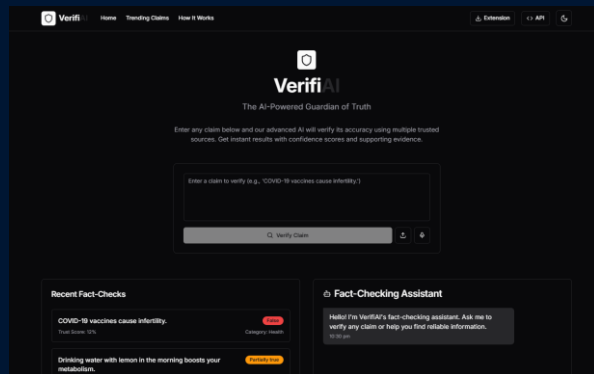 VerifiAI
Home
Trending Claims
How It Works
Extension
<> API
VerifiAI
The AI-Powered Guardian of Truth
Enter any claim below and our advanced AI will verify its accuracy using multiple trusted
sources. Get instant results with confidence scores and supporting evidence.
Enter a claim to verify (e.g., 'COVID-19 vaccines cause infertility.')
Verify Claim
Recent Fact-Checks
COVID-19 vaccines cause infertility.
False
Trust Score: 12%
Category: Health
Drinking water with lemon in the morning boosts your
metabolism.
Partially true
Fact-Checking Assistant
Hello! I'm VerifiAI's fact-checking assistant. Ask me to
verify any claim or help you find reliable information.
10:30 pm